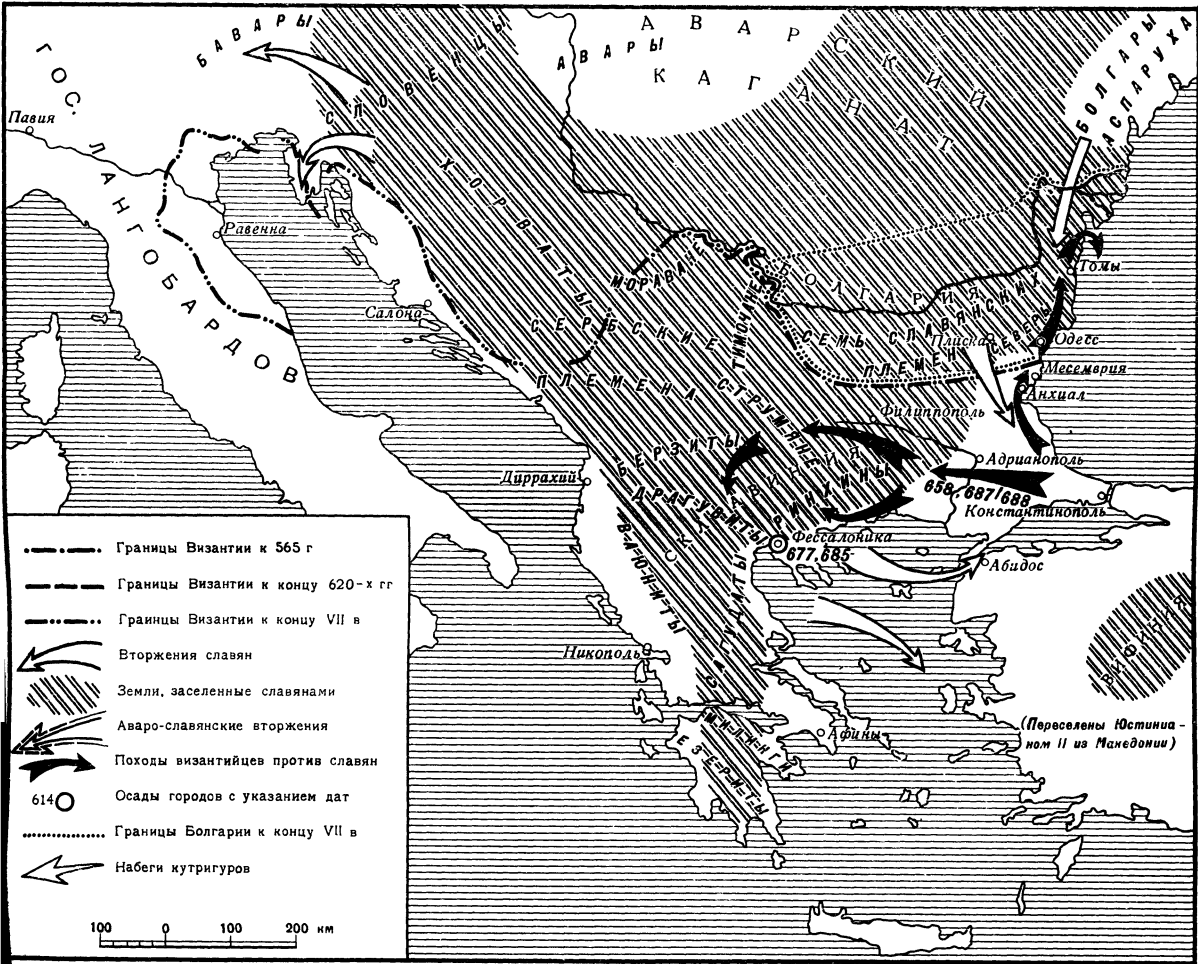 АВАРСКИЙ
КАГАНАТ
АВАРЫ
БАВАРЫ
СЛОВЕНЦЫ
БОЛГАРЫ
АСПАРУХА
ГОС. ЛАНГОБАРДОВ
Павия
Равенна
ХОРВАТЫ
Салона
МОРАВАНЕ
ТИМОЧАНЕ
БОЛГАРИЯ
Томы
СЕРБСКИЕ
ПЛЕМЕНА
СЕМЬ СЛАВЯНСКИХ
ПЛЕМЕН
СЕВЕРЫ
Плиска
Одесс
Месемврия
Анхиал
СТРУМЯНЕ
Филиппополь
Адрианополь
658, 687/688
Константинополь
БЕРЗИТЫ
ДРАГУВИТЫ
СКЛАВИНИЯ
РИНХИНЫ
Диррахий
Фессалоника
677, 685
Абидос
ВАЮНИТЫ
САГУДАТЫ
Никополь
МИЛИНГИ
ЕЗЕРИТЫ
Афины
ВИФИНИЯ
(Переселены Юстиниа-
ном II из Македонии)
Границы Византии к 565 г
Границы Византии к концу 620-х гг
Граинцы Византии к концу VII в
Вторжения славян
Земли, заселенные славянами
Аваро-славянские вторжения
Походы византийцев против славян
614 Осады городов с указанием дат
Границы Болгарии к концу VII в
Набеги кутригуров
100 0 100 200 км